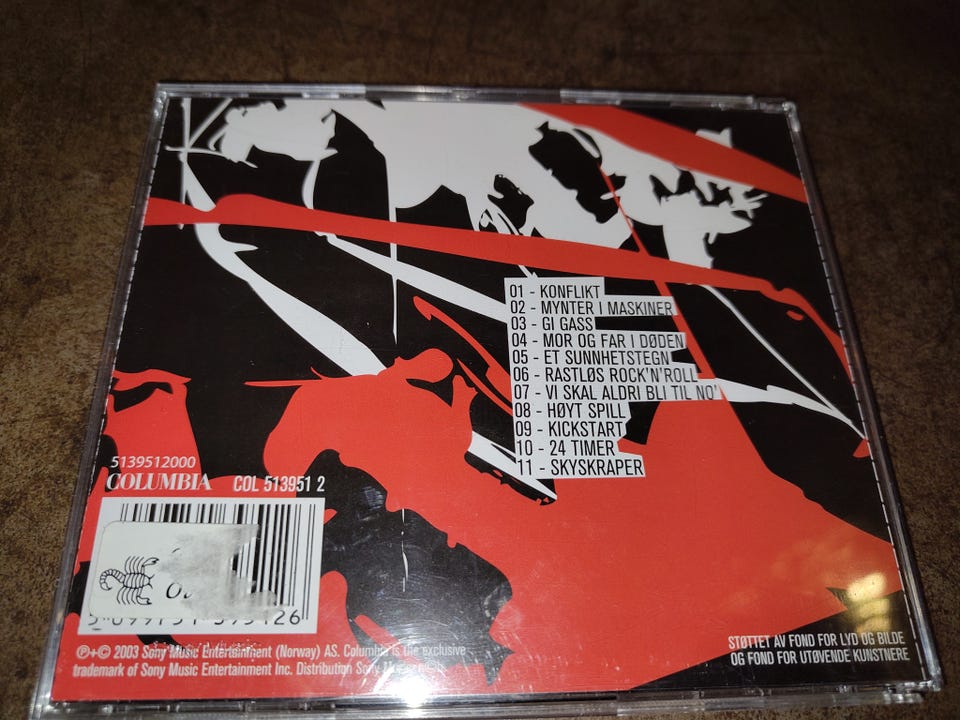 01 - KONFLIKT
02 - MYNTER I MASKINER
03 - GI GASS
04 - MOR OG FAR I DØDEN
05 - ET SUNNHETSTEGN
06 - RASTLØS ROCK'N'ROLL
07 - VI SKAL ALDRI BLI TIL NO'
08 - HØYT SPILL
09 - KICKSTART
10 - 24 TIMER
11 - SKYSKRAPER
5139512000
COLUMBIA COL 513951 2
℗+© 2003 Sony Music Entertainment (Norway) AS. Columbia is the exclusive
trademark of Sony Music Entertainment Inc. Distribution Sony
STØTTET AV FOND FOR LYD OG BILDE
OG FOND FOR UTØVENDE KUNSTNERE